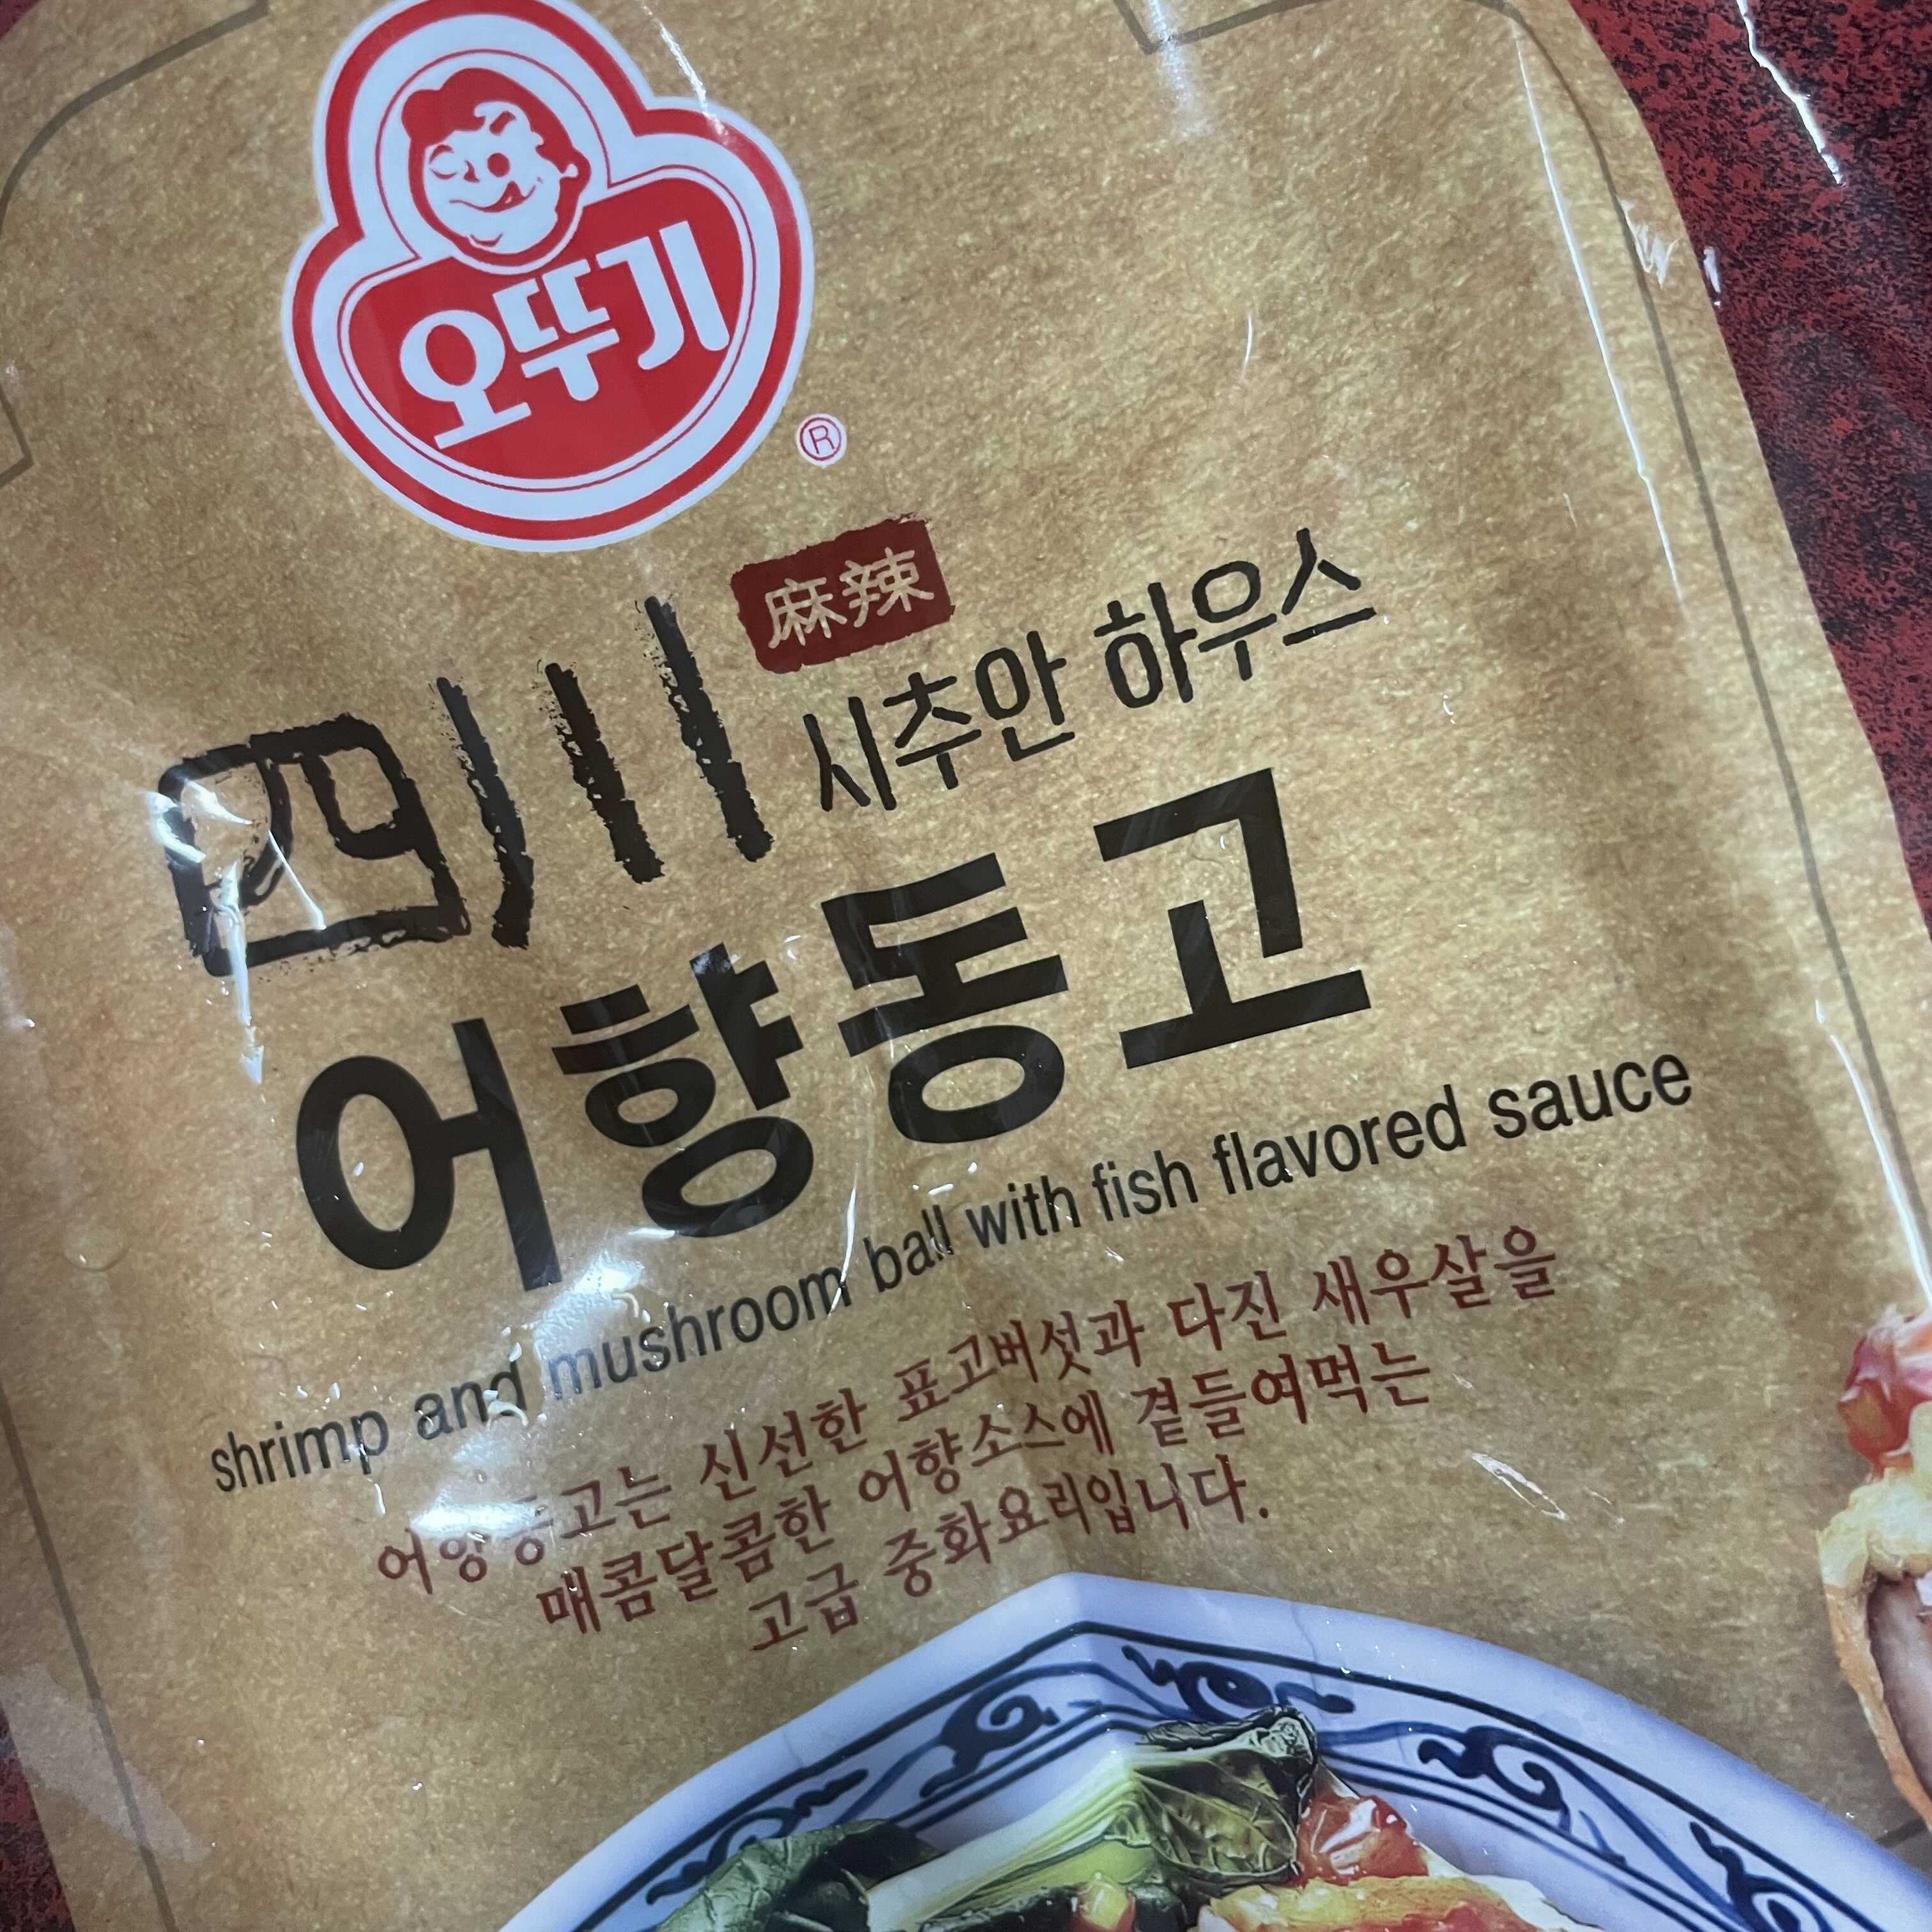 오뚜기
®
麻辣
四川 시추안 하우스
어향동고
shrimp and mushroom ball with fish flavored sauce
어향동고는 신선한 표고버섯과 다진 새우살을
매콤달콤한 어향소스에 곁들여먹는
고급 중화요리입니다.